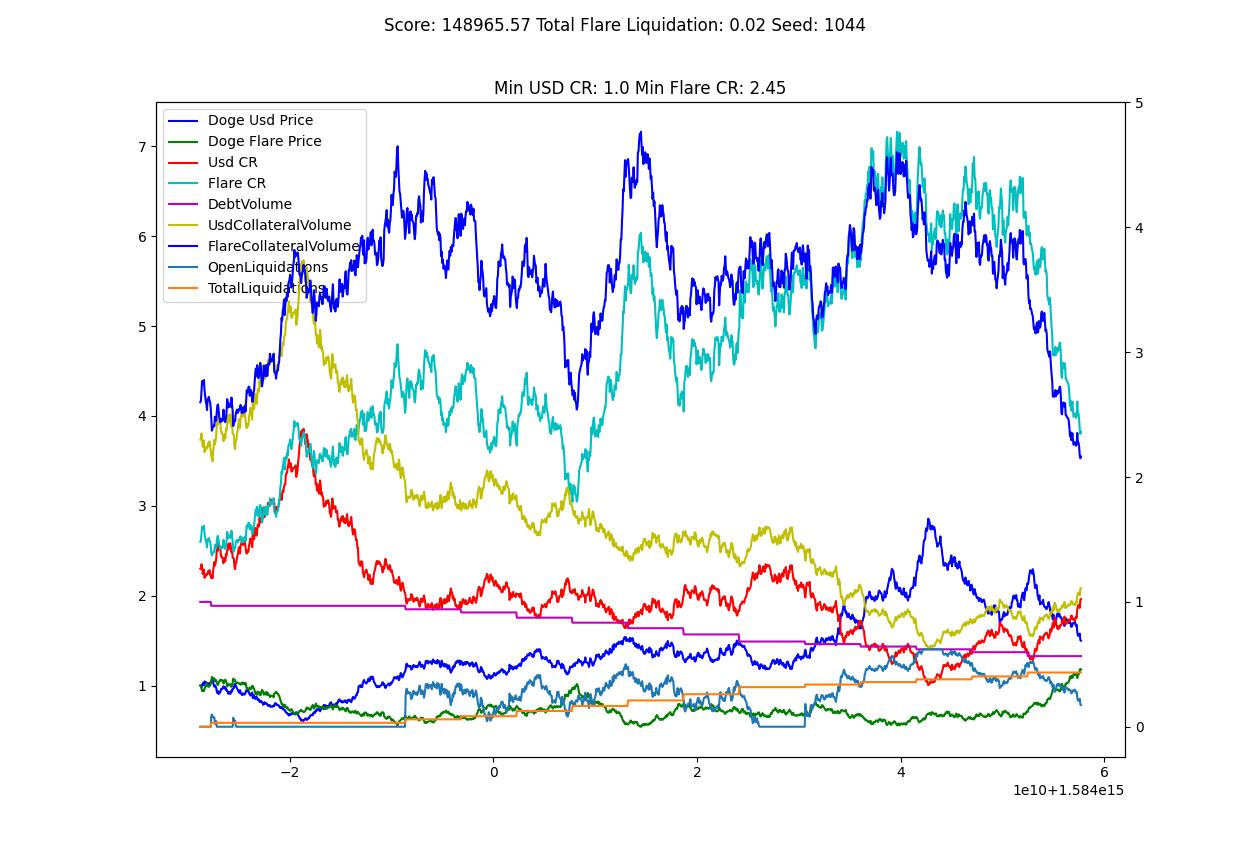 Score: 148965.57 Total Flare Liquidation: 0.02 Seed: 1044
Min USD CR: 1.0 Min Flare CR: 2.45
Doge Usd Price
Doge Flare Price
Usd CR
Flare CR
DebtVolume
UsdCollateralVolume
FlareCollateralVolume
OpenLiquidations
TotalLiquidations
7
6
5
4
3
2
1
5
4
3
2
1
0
−2
0
2
4
6
1e10+1.584e15